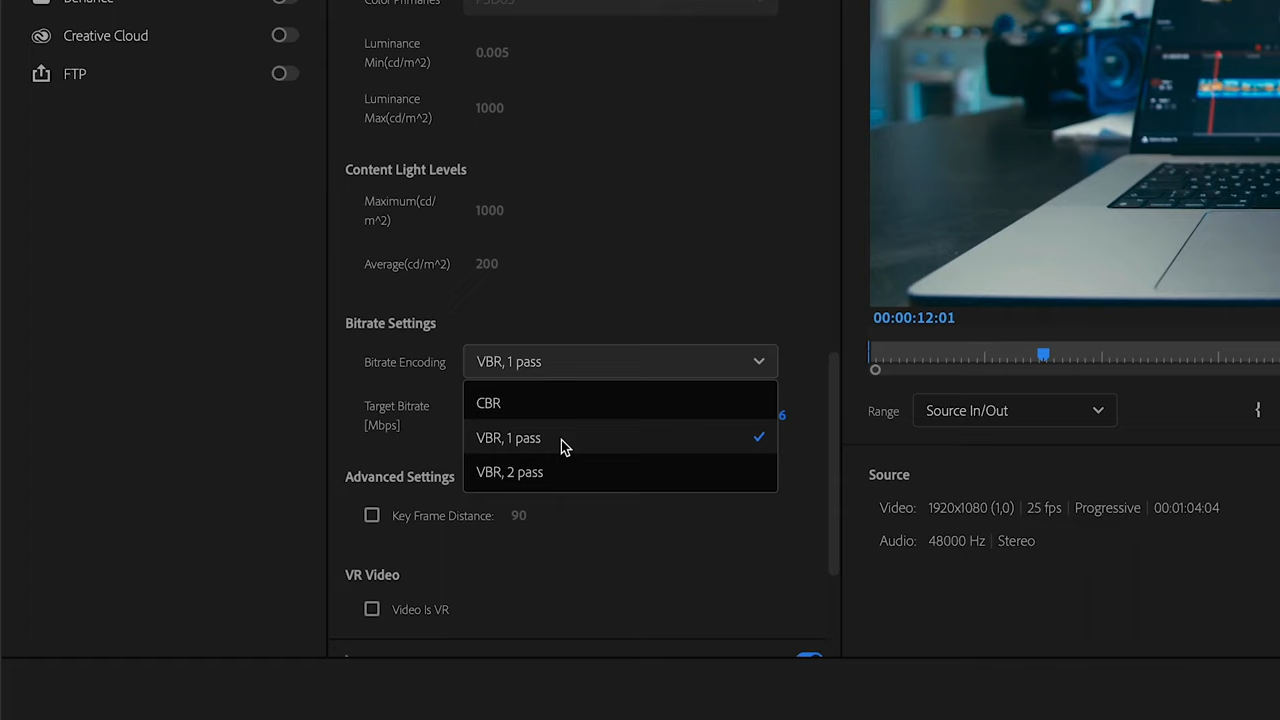 Behance
Creative Cloud
FTP
Color Primaries
Luminance
Min(cd/m^2)
0.005
Luminance
Max(cd/m^2)
1000
Content Light Levels
Maximum(cd/
m^2)
1000
Average(cd/m^2)
200
Bitrate Settings
Bitrate Encoding
VBR, 1 pass
CBR
VBR, 1 pass
VBR, 2 pass
Target Bitrate
[Mbps]
6
Advanced Settings
Key Frame Distance:
90
VR Video
Video Is VR
00:00:12:01
Range
Source In/Out
Source
Video:
1920x1080 (1,0) | 25 fps | Progressive | 00:01:04:04
Audio:
48000 Hz | Stereo